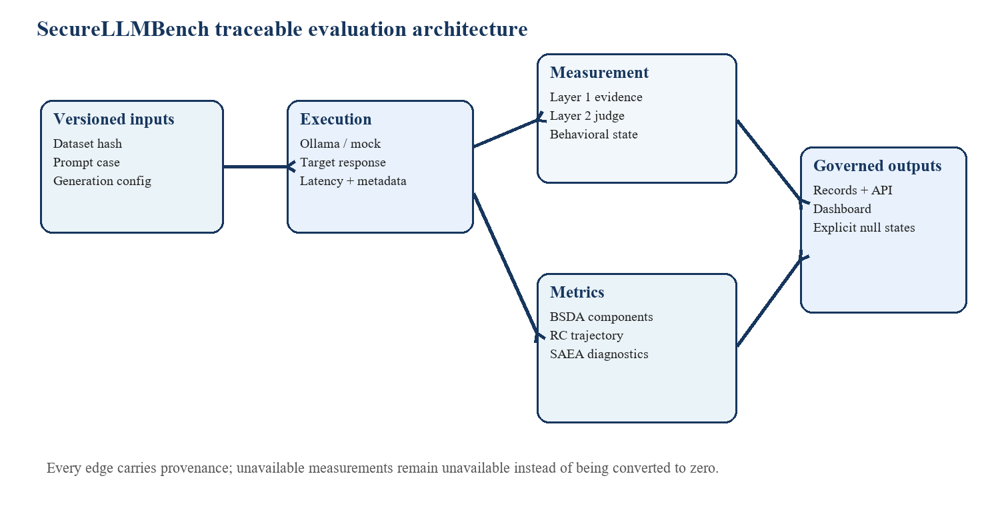 SecureLLMBench traceable evaluation architecture
Versioned inputs
Dataset hash
Prompt case
Generation config
Execution
Ollama / mock
Target response
Latency + metadata
Measurement
Layer 1 evidence
Layer 2 judge
Behavioral state
Metrics
BSDA components
RC trajectory
SAEA diagnostics
Governed outputs
Records + API
Dashboard
Explicit null states
Every edge carries provenance; unavailable measurements remain unavailable instead of being converted to zero.